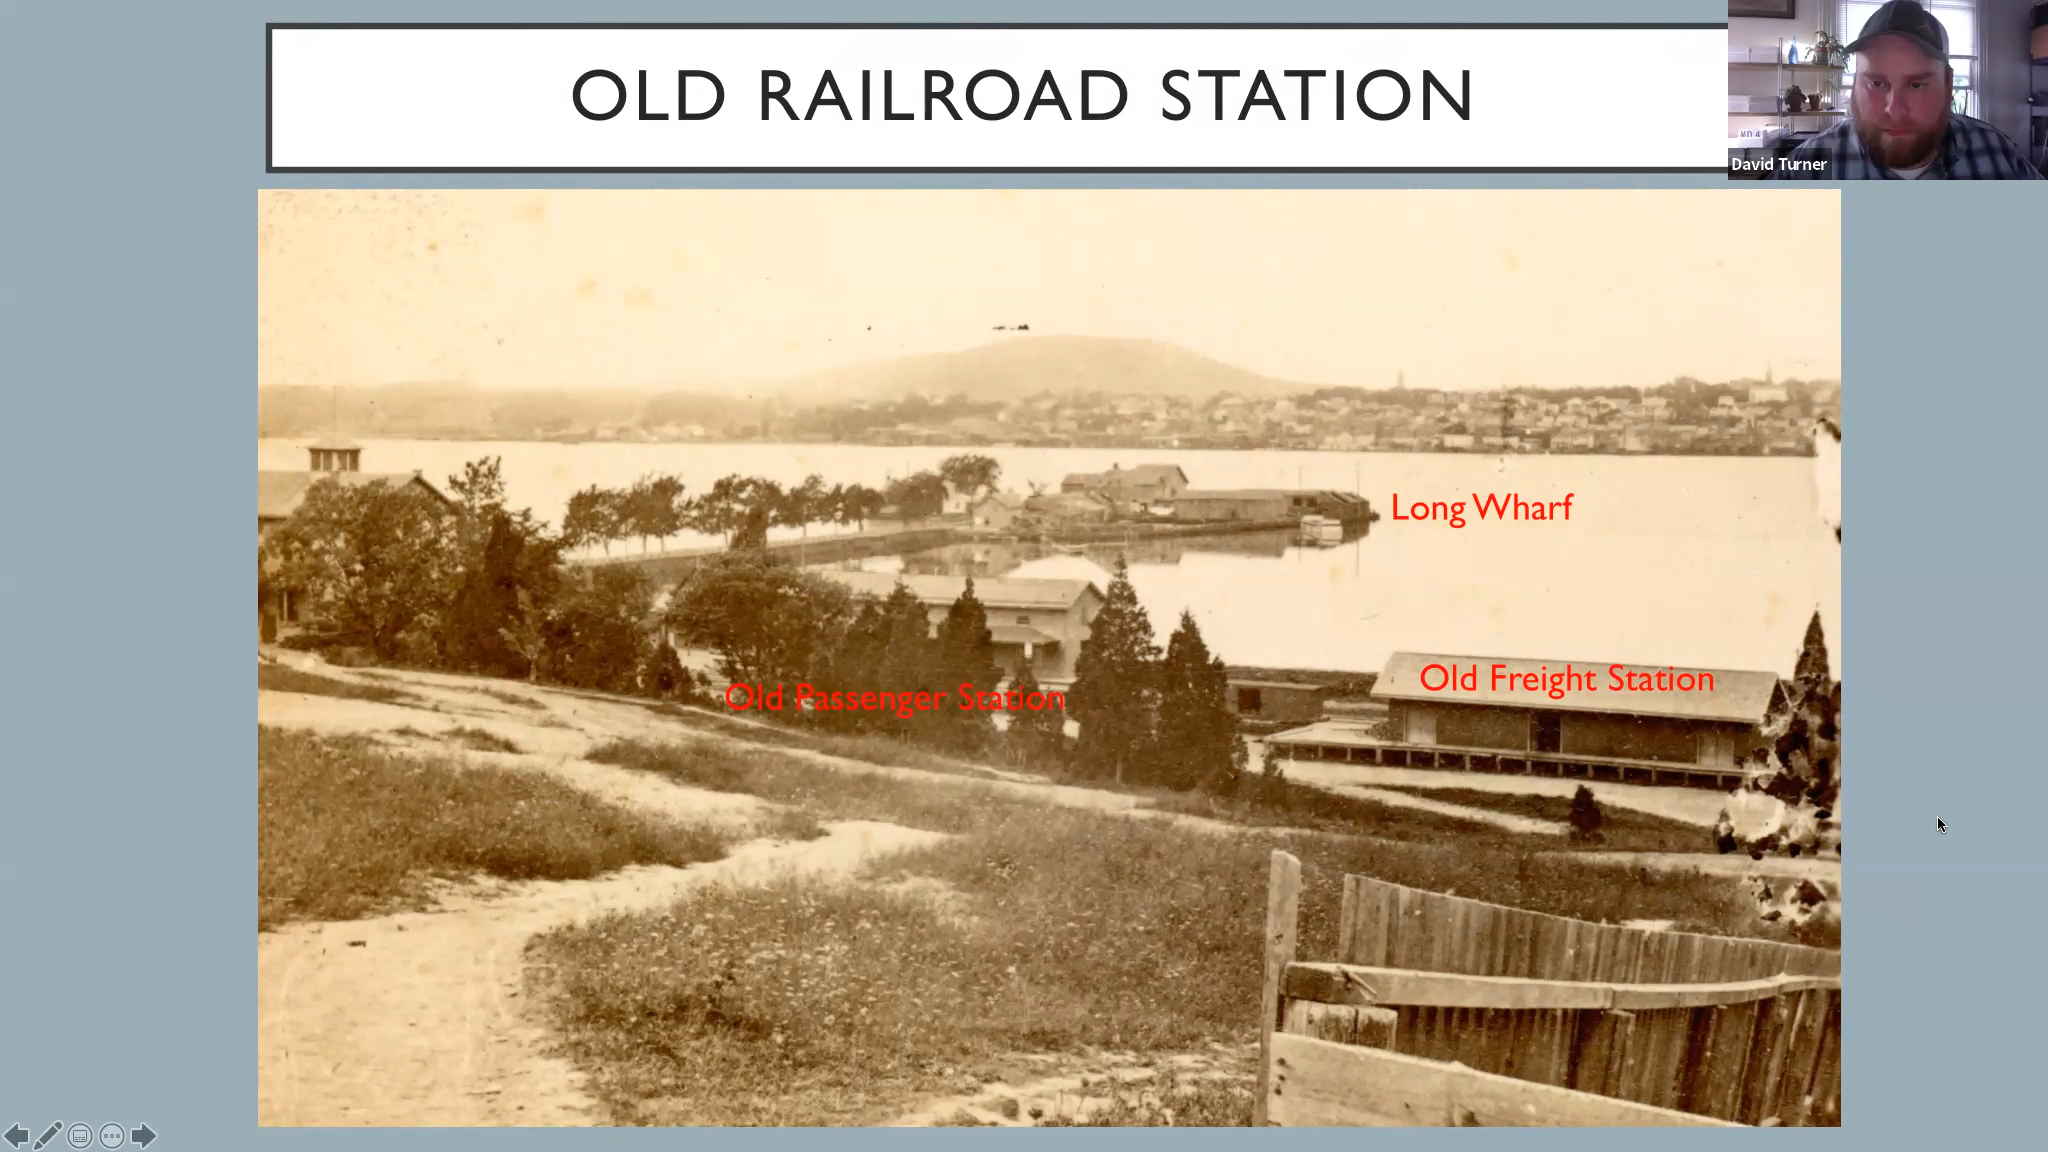 OLD RAILROAD STATION
David Turner
Long Wharf
Old Freight Station
Old Passenger Station